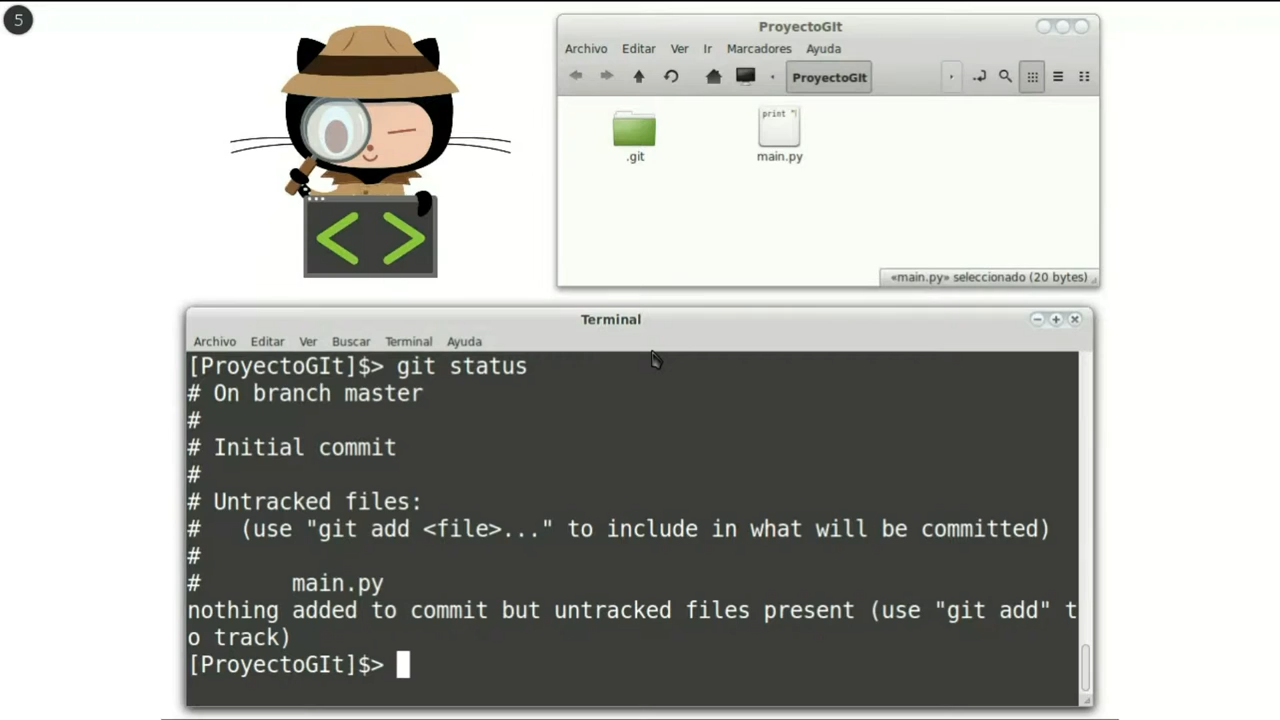 5
ProyectoGIt
Archivo Editar Ver Ir Marcadores Ayuda
ProyectoGIt
print "
.git
main.py
«main.py» seleccionado (20 bytes)
< >
Terminal
Archivo Editar Ver Buscar Terminal Ayuda
[ProyectoGIt]$> git status
# On branch master
#
# Initial commit
#
# Untracked files:
#   (use "git add <file>..." to include in what will be committed)
#
#       main.py
nothing added to commit but untracked files present (use "git add" t
o track)
[ProyectoGIt]$>